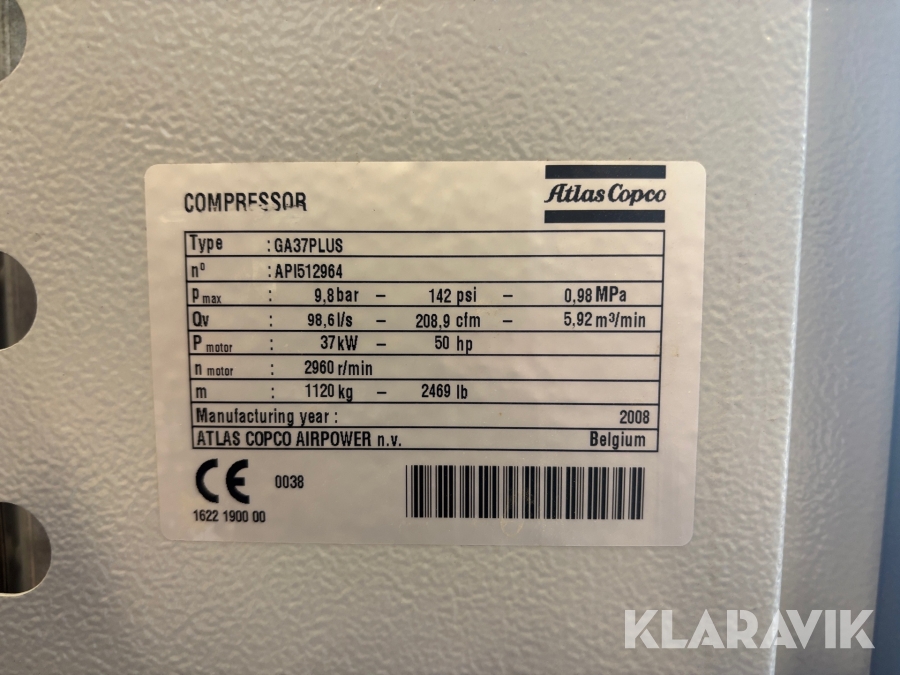 COMPRESSOR
Atlas Copco
Type : GA37PLUS
n° : API512964
P max : 9,8 bar – 142 psi – 0,98 MPa
Qv : 98,6 l/s – 208,9 cfm – 5,92 m³/min
P motor : 37 kW – 50 hp
n motor : 2960 r/min
m : 1120 kg – 2469 lb
Manufacturing year : 2008
ATLAS COPCO AIRPOWER n.v. Belgium
CE 0038
1622 1900 00
KLARAVIK